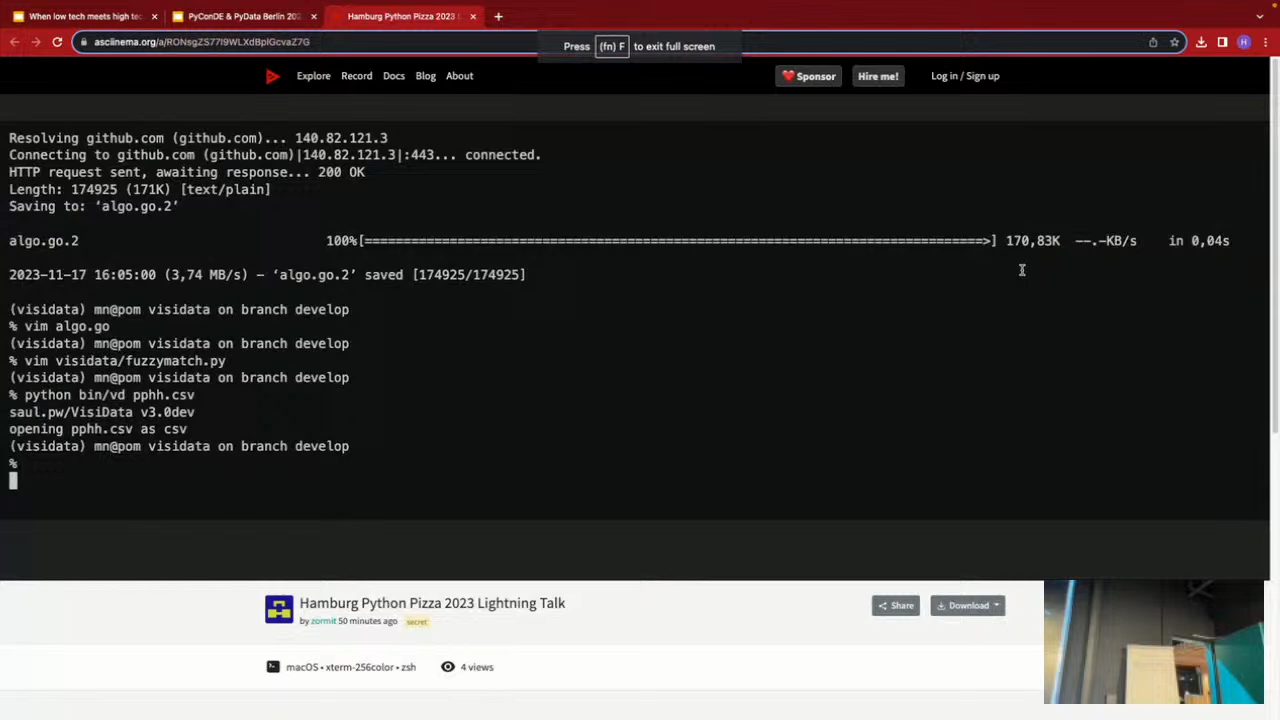 When low tech meets high tec
PyConDE & PyData Berlin 202
Hamburg Python Pizza 2023 L
asciinema.org/a/RONsgZS77I9WLXdBplGcvaZ7G
Press (fn) F to exit full screen
H
Explore Record Docs Blog About
Sponsor Hire me! Log in / Sign up
Resolving github.com (github.com)... 140.82.121.3
Connecting to github.com (github.com)|140.82.121.3|:443... connected.
HTTP request sent, awaiting response... 200 OK
Length: 174925 (171K) [text/plain]
Saving to: ‘algo.go.2’
algo.go.2 100%[=================================================================================>] 170,83K --.-KB/s in 0,04s
2023-11-17 16:05:00 (3,74 MB/s) - ‘algo.go.2’ saved [174925/174925]
(visidata) mn@pom visidata on branch develop
% vim algo.go
(visidata) mn@pom visidata on branch develop
% vim visidata/fuzzymatch.py
(visidata) mn@pom visidata on branch develop
% python bin/vd pphh.csv
saul.pw/VisiData v3.0dev
opening pphh.csv as csv
(visidata) mn@pom visidata on branch develop
%
Hamburg Python Pizza 2023 Lightning Talk
by zormit 50 minutes ago secret
Share Download
macOS • xterm-256color • zsh 4 views